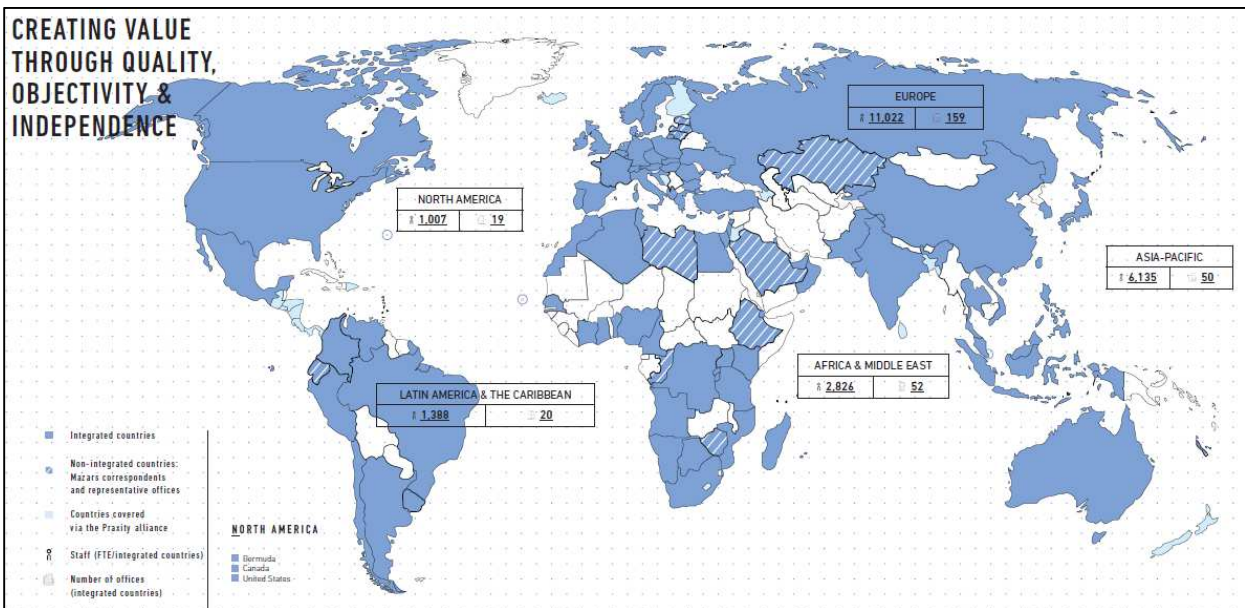 CREATING VALUE
THROUGH QUALITY,
OBJECTIVITY &
INDEPENDENCE
EUROPE
11,022 159
NORTH AMERICA
1,007 19
ASIA-PACIFIC
6,135 50
AFRICA & MIDDLE EAST
2,826 52
LATIN AMERICA & THE CARIBBEAN
1,388 20
Integrated countries
Non-integrated countries:
Mazars correspondents
and representative offices
Countries covered
via the Praxity alliance
Staff (FTE/integrated countries)
Number of offices
(integrated countries)
NORTH AMERICA
Bermuda
Canada
United States